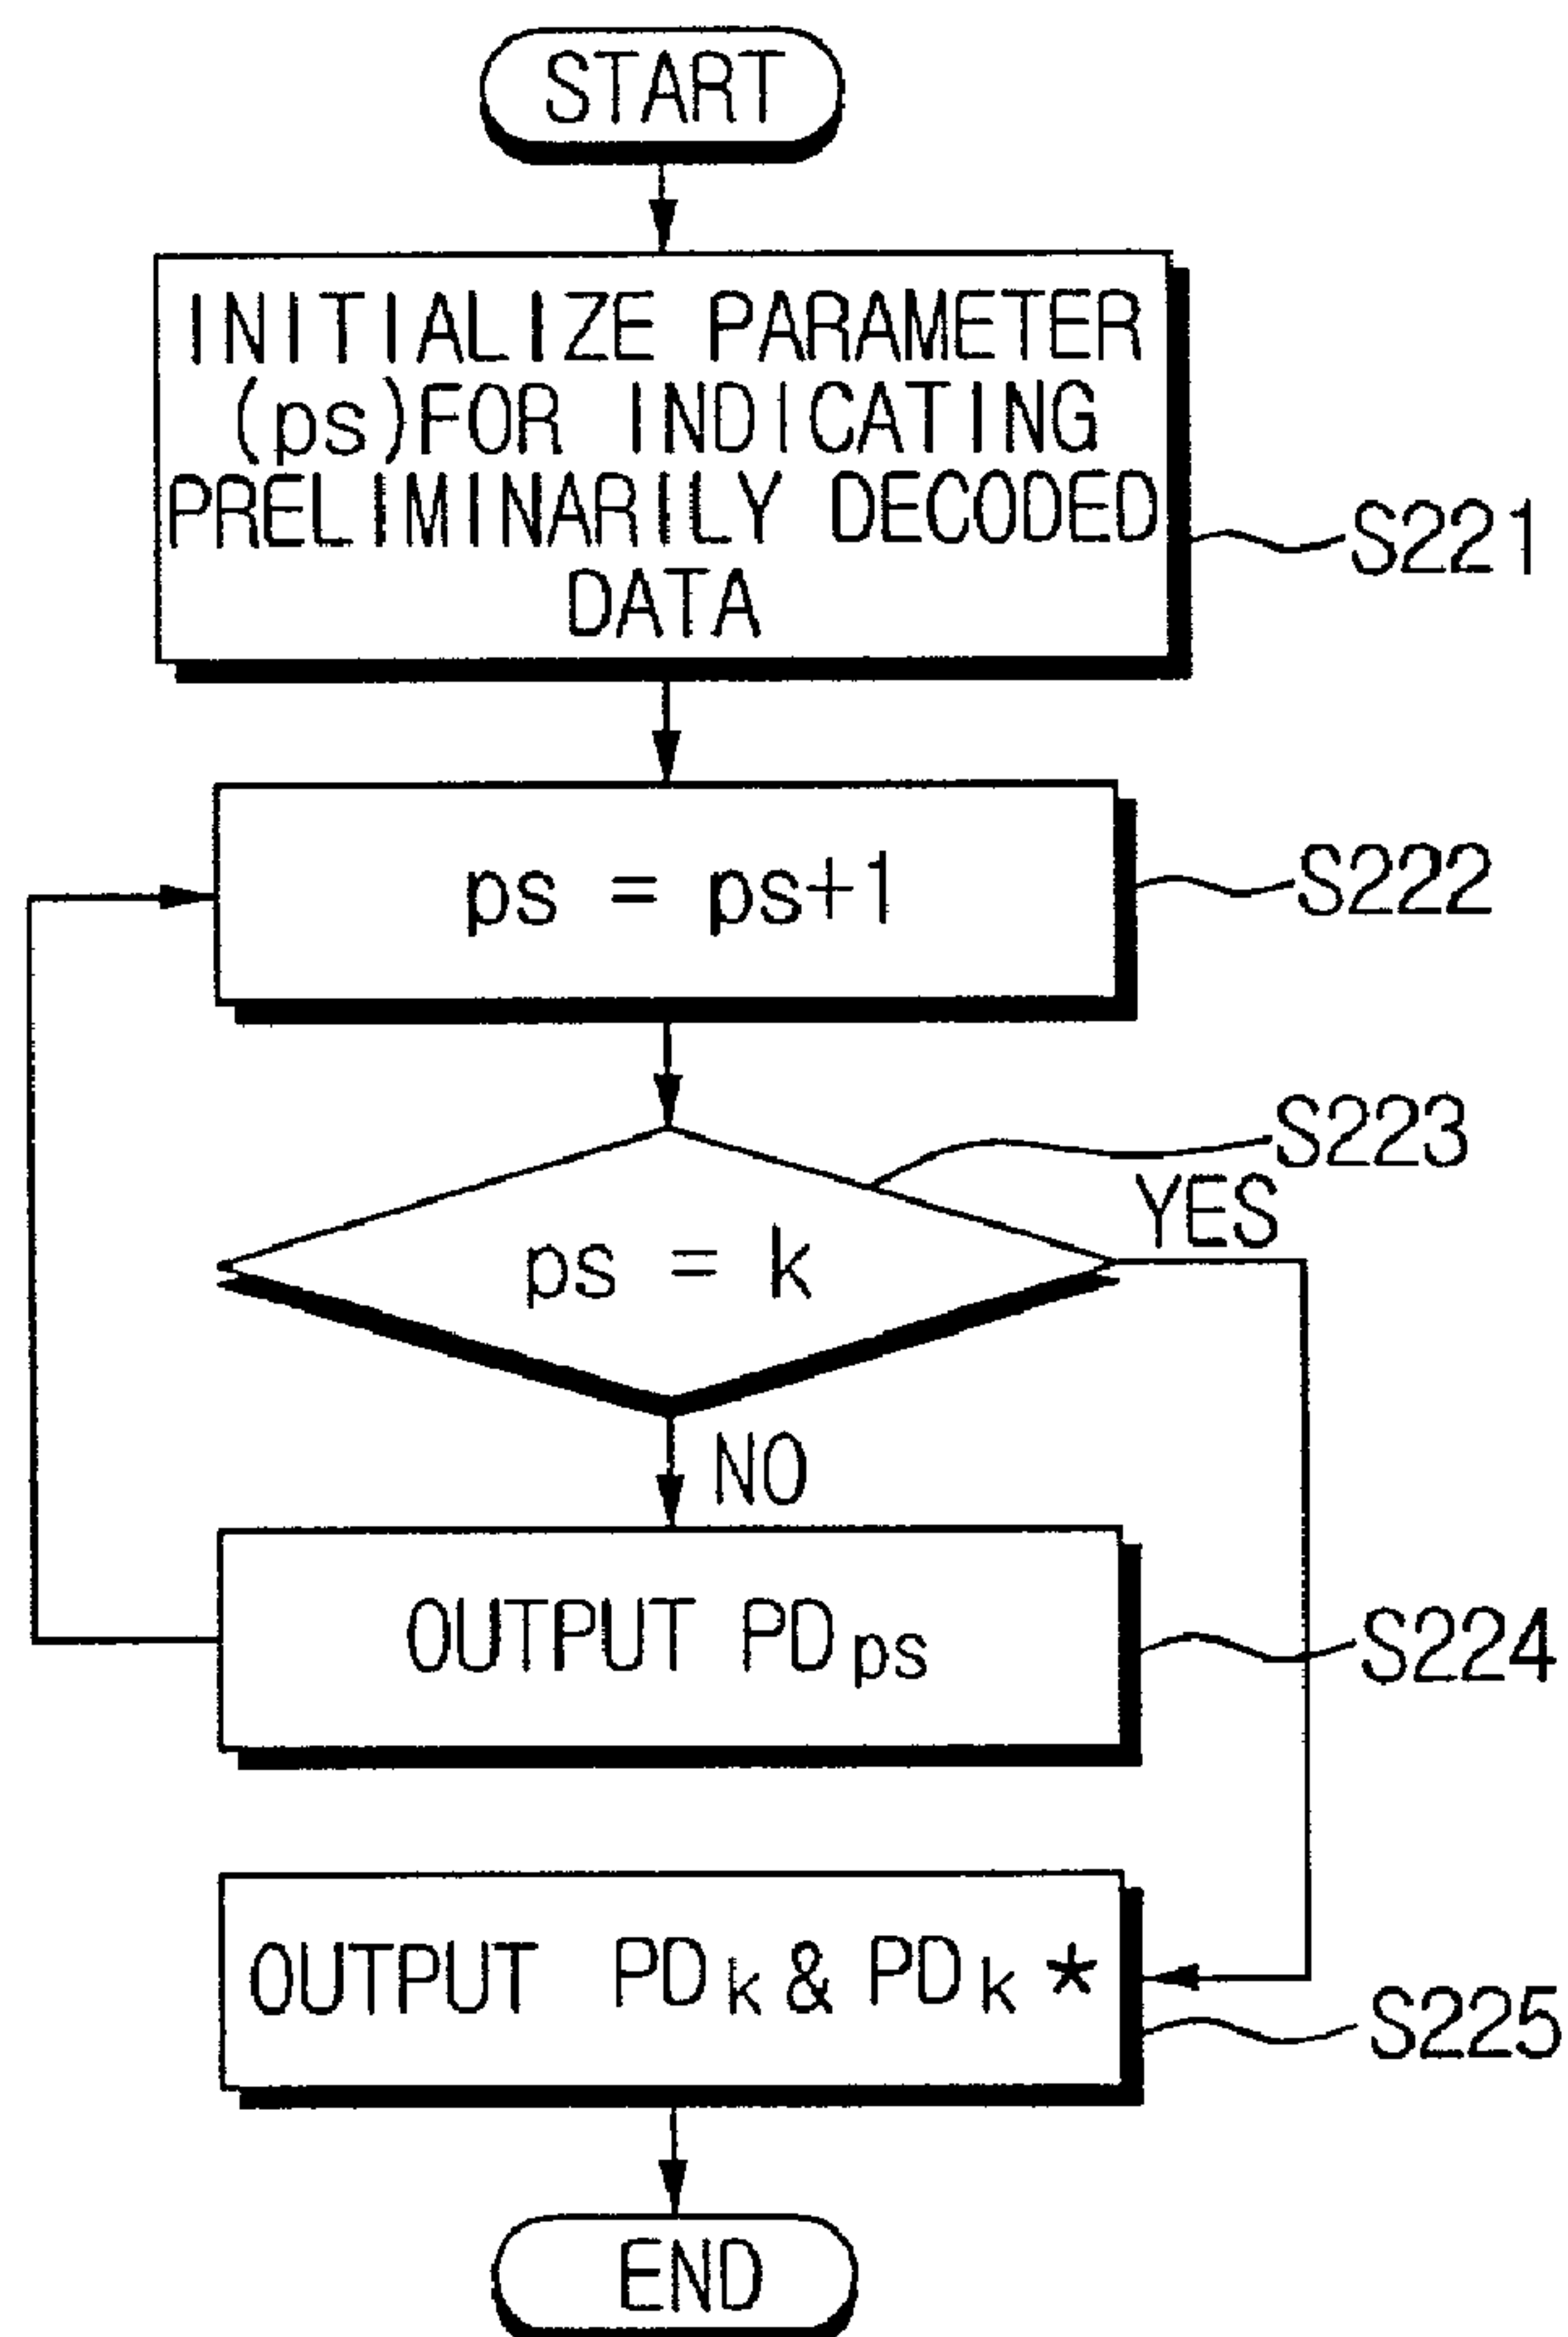 START
INITIALIZE PARAMETER
(ps)FOR INDICATING
PRELIMINARILY DECODED
DATA
S221
ps = ps+1
S222
S223
ps = k
YES
NO
OUTPUT PDps
S224
OUTPUT PDk & PDk *
S225
END